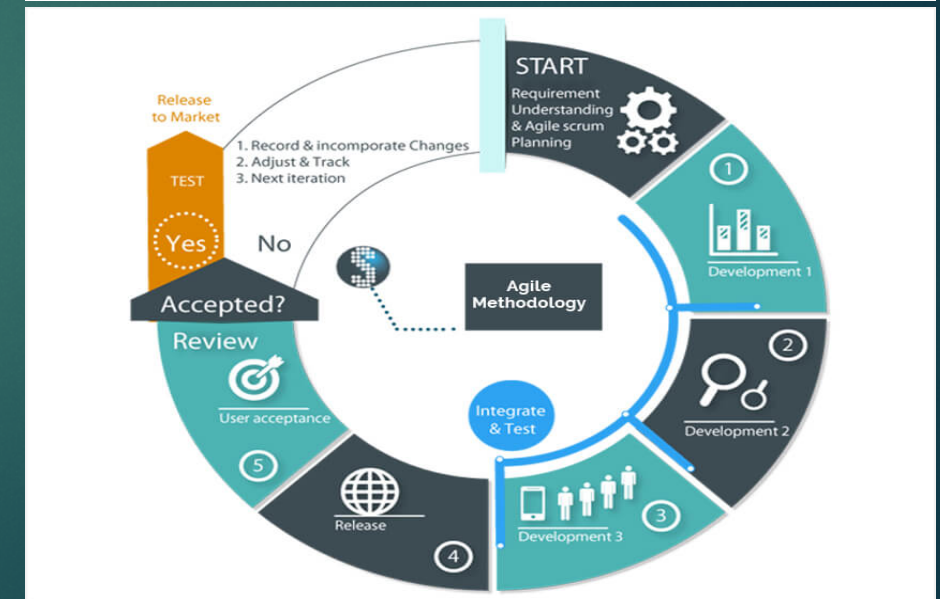 START
Requirement
Understanding
& Agile scrum
Planning
1
Development 1
2
Development 2
3
Development 3
4
Release
5
User acceptance
Review
Accepted?
Yes
No
TEST
Release
to Market
1. Record & incomporate Changes
2. Adjust & Track
3. Next iteration
Agile
Methodology
Integrate
& Test
S